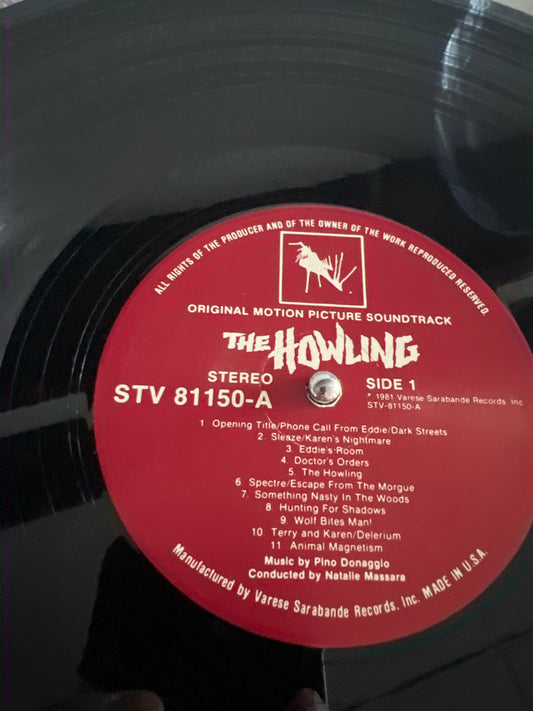 ALL RIGHTS OF THE PRODUCER AND OF THE OWNER OF THE WORK REPRODUCED RESERVED.
ORIGINAL MOTION PICTURE SOUNDTRACK
THE HOWLING
STEREO
STV 81150-A
SIDE 1
* 1981 Varese Sarabande Records, Inc
STV-81150-A
1 Opening Title/Phone Call From Eddie/Dark Streets
2. Sleaze/Karen's Nightmare
3. Eddie's Room
4 Doctor's Orders
5. The Howling
6 Spectre/Escape From The Morgue
7. Something Nasty In The Woods
8 Hunting For Shadows
9. Wolf Bites Man!
10 Terry and Karen/Delerium
11 Animal Magnetism
Music by Pino Donaggio
Conducted by Natalie Massara
Manufactured by Varese Sarabande Records, Inc. MADE IN U.S.A.